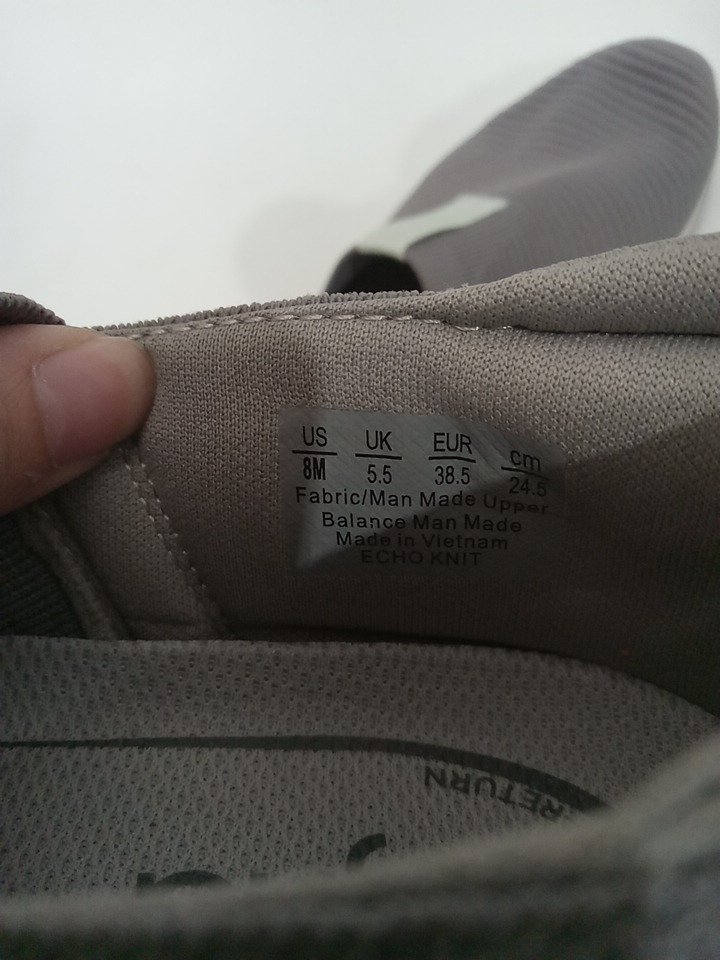 US UK EUR cm
8M 5.5 38.5 24.5
Fabric/Man Made Upper
Balance Man Made
Made in Vietnam
ECHO KNIT
RETURN